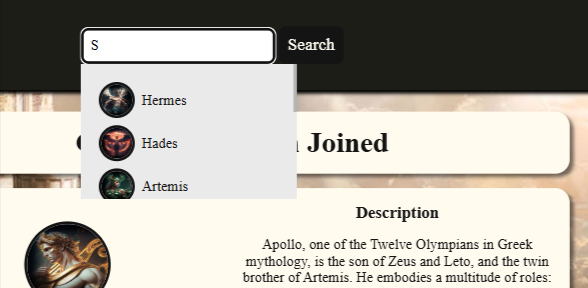 S
Search
Hermes
Hades
Artemis
Joined
Description
Apollo, one of the Twelve Olympians in Greek
mythology, is the son of Zeus and Leto, and the twin
brother of Artemis. He embodies a multitude of roles: